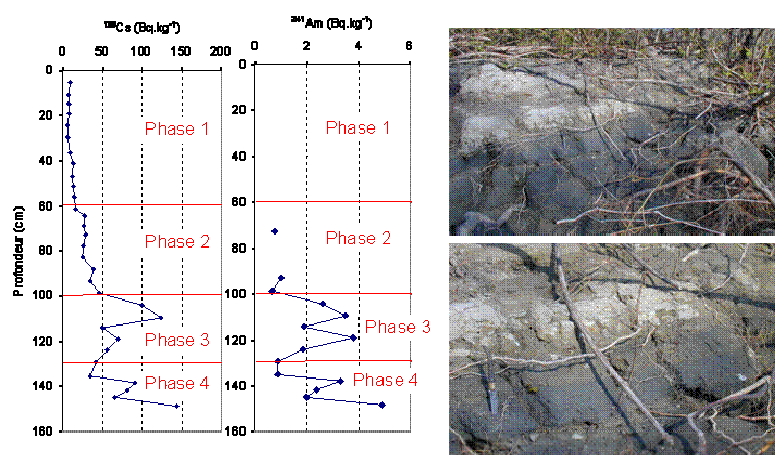 ¹³⁷Cs (Bq.kg⁻¹)
0 50 100 150 200
0
20
40
60
80
100
120
140
160
Profondeur (cm)
Phase 1
Phase 2
Phase 3
Phase 4
²⁴¹Am (Bq.kg⁻¹)
0 2 4 6
0
20
40
60
80
100
120
140
160
Phase 1
Phase 2
Phase 3
Phase 4